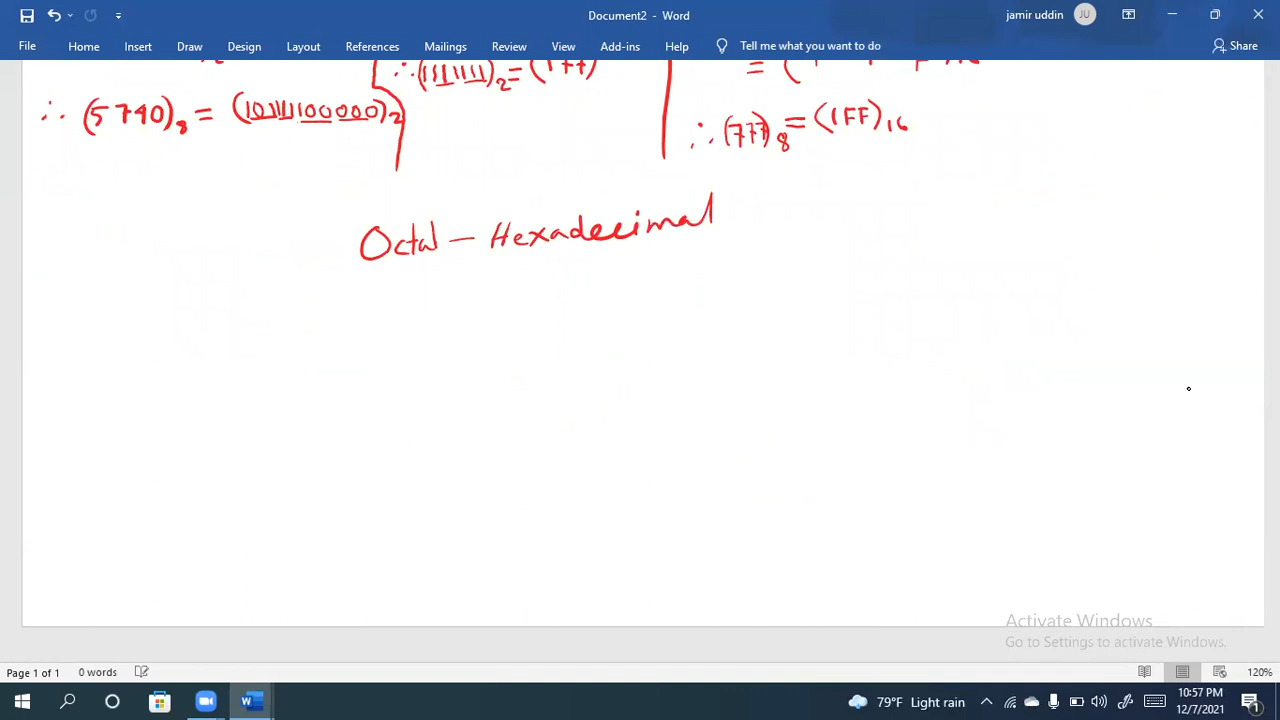 Document2 - Word
jamir uddin
JU
File Home Insert Draw Design Layout References Mailings Review View Add-ins Help Tell me what you want to do Share
∴ (5740)₈ = (101111100000)₂
∴ (777)₈ = (1FF)₁₆
Octal - Hexadecimal
Activate Windows
Go to Settings to activate Windows.
Page 1 of 1 0 words 120%
79°F Light rain
10:57 PM
12/7/2021
1